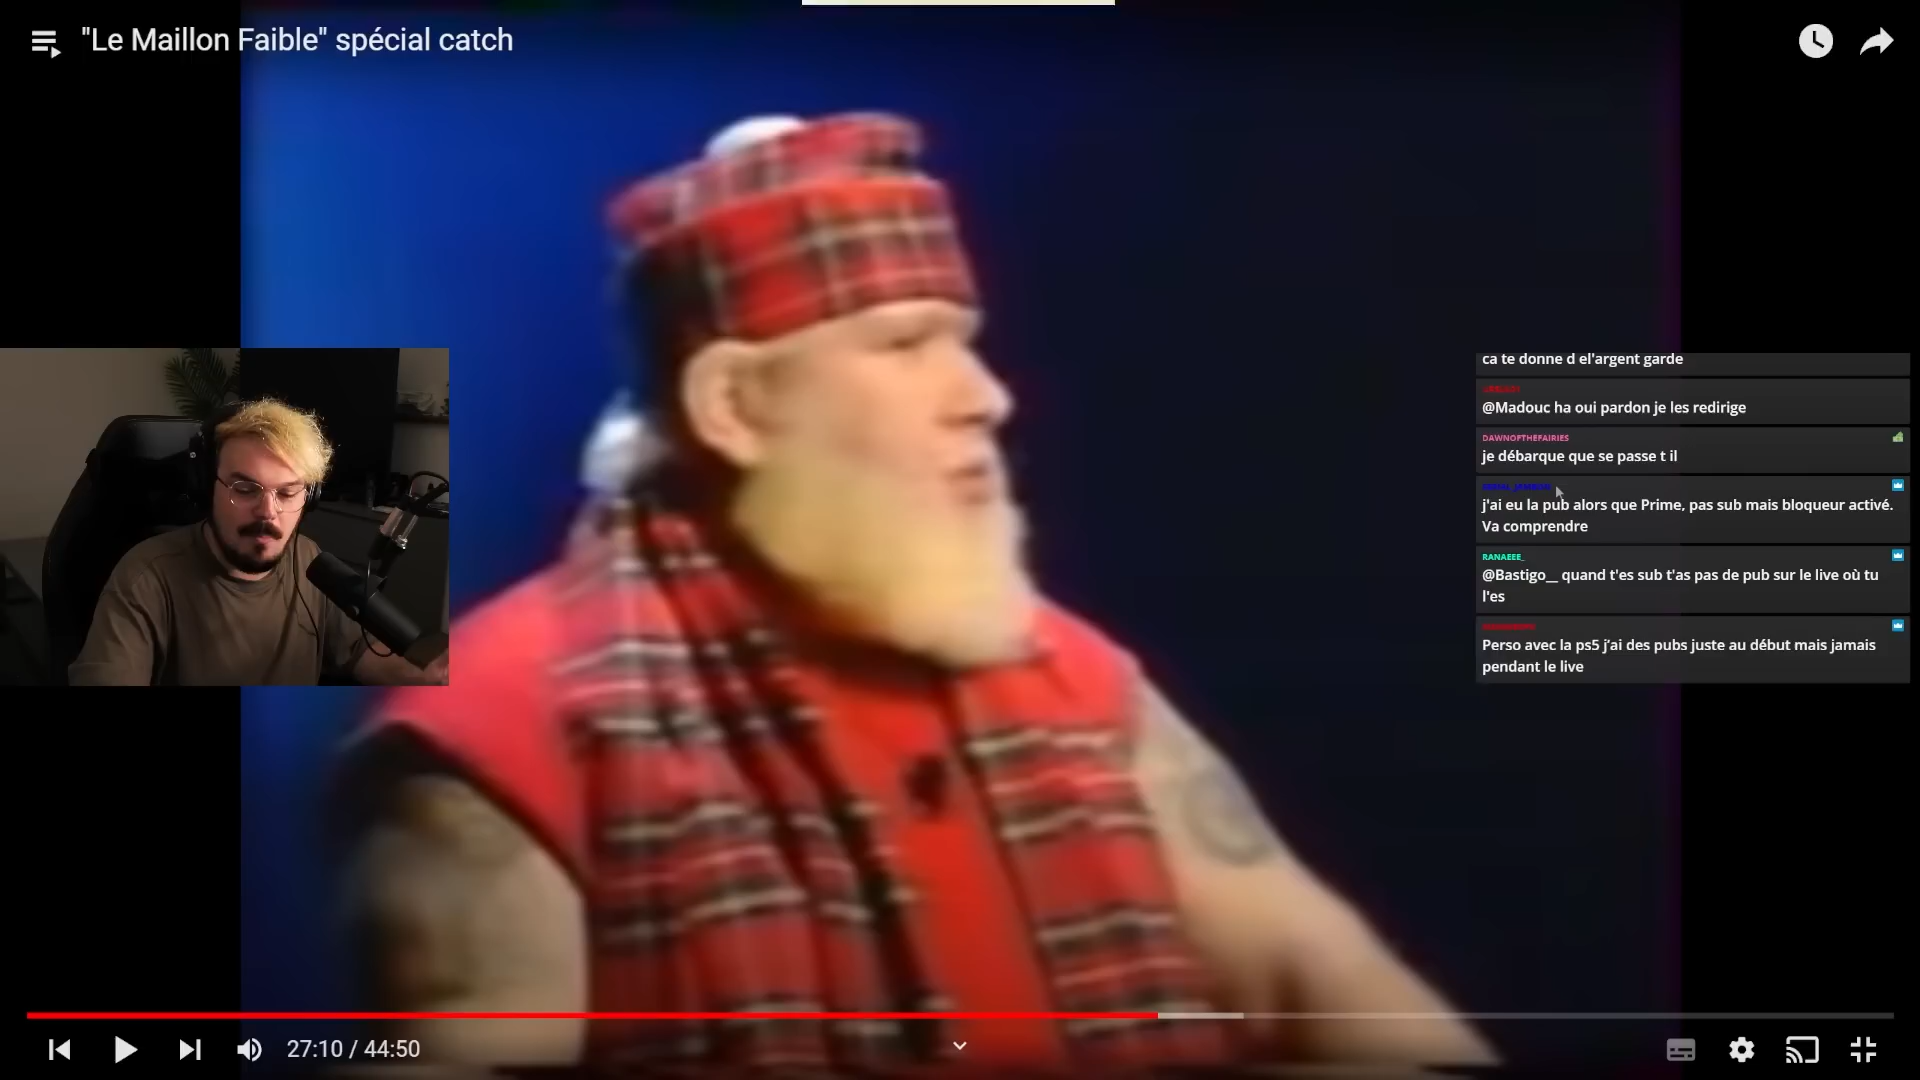 "Le Maillon Faible" spécial catch
ca te donne d el'argent garde
@Madouc ha oui pardon je les redirige
DAWNOFTHEFAIRIES
je débarque que se passe t il
j'ai eu la pub alors que Prime, pas sub mais bloqueur activé.
Va comprendre
RANAEEE_
@Bastigo__ quand t'es sub t'as pas de pub sur le live où tu
l'es
Perso avec la ps5 j'ai des pubs juste au début mais jamais
pendant le live
27:10 / 44:50